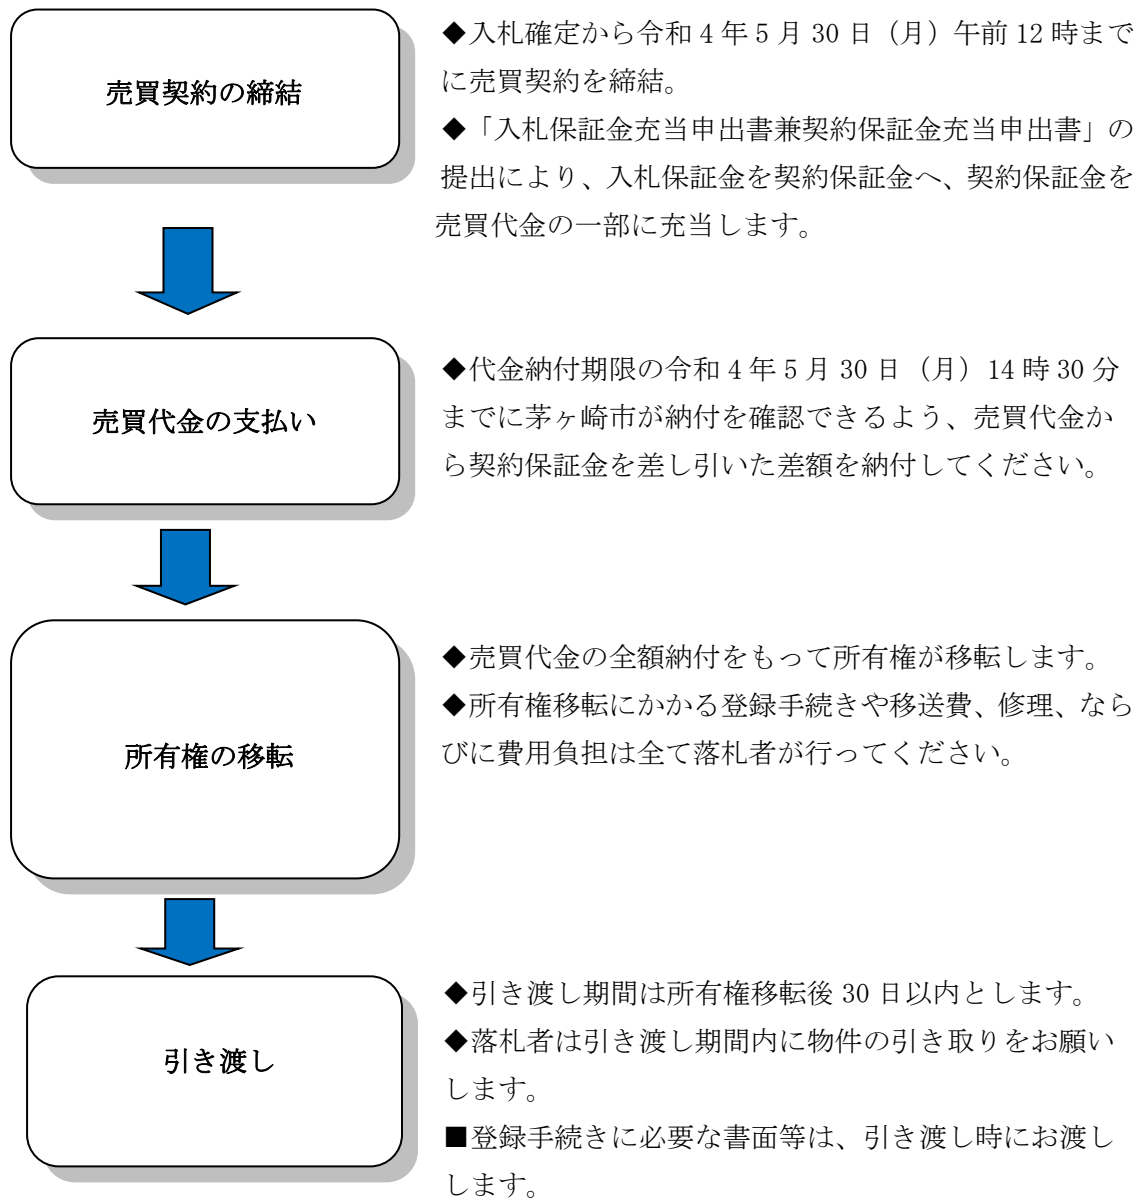 売買契約の締結
◆入札確定から令和4年5月30日（月）午前12時まで
に売買契約を締結。
◆「入札保証金充当申出書兼契約保証金充当申出書」の
提出により、入札保証金を契約保証金へ、契約保証金を
売買代金の一部に充当します。
売買代金の支払い
◆代金納付期限の令和4年5月30日（月）14時30分
までに茅ヶ崎市が納付を確認できるよう、売買代金か
ら契約保証金を差し引いた差額を納付してください。
所有権の移転
◆売買代金の全額納付をもって所有権が移転します。
◆所有権移転にかかる登録手続きや移送費、修理、なら
びに費用負担は全て落札者が行ってください。
引き渡し
◆引き渡し期間は所有権移転後30日以内とします。
◆落札者は引き渡し期間内に物件の引き取りをお願い
します。
■登録手続きに必要な書面等は、引き渡し時にお渡し
します。